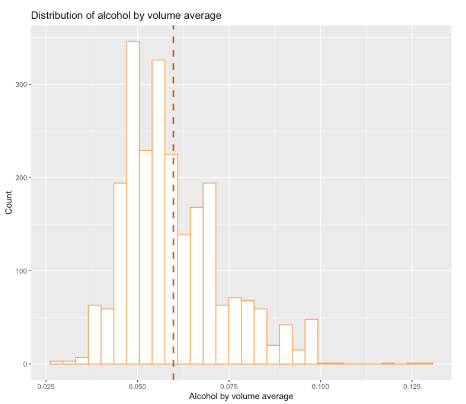 Distribution of alcohol by volume average
300
200
100
0
Count
0.025 0.050 0.075 0.100 0.125
Alcohol by volume average